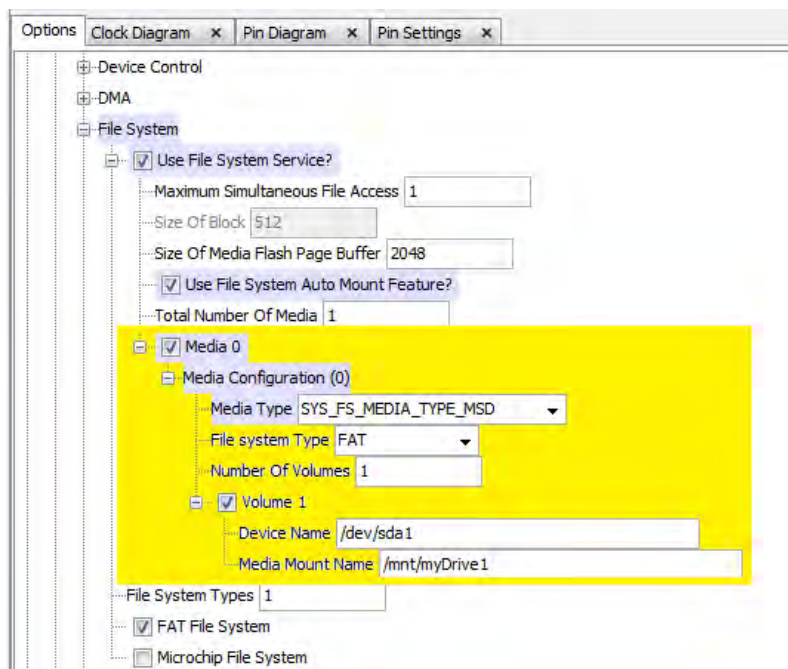 Options Clock Diagram x Pin Diagram x Pin Settings x
Device Control
DMA
File System
Use File System Service?
Maximum Simultaneous File Access 1
Size Of Block 512
Size Of Media Flash Page Buffer 2048
Use File System Auto Mount Feature?
Total Number Of Media 1
Media 0
Media Configuration (0)
Media Type SYS_FS_MEDIA_TYPE_MSD
File system Type FAT
Number Of Volumes 1
Volume 1
Device Name /dev/sda1
Media Mount Name /mnt/myDrive1
File System Types 1
FAT File System
Microchip File System